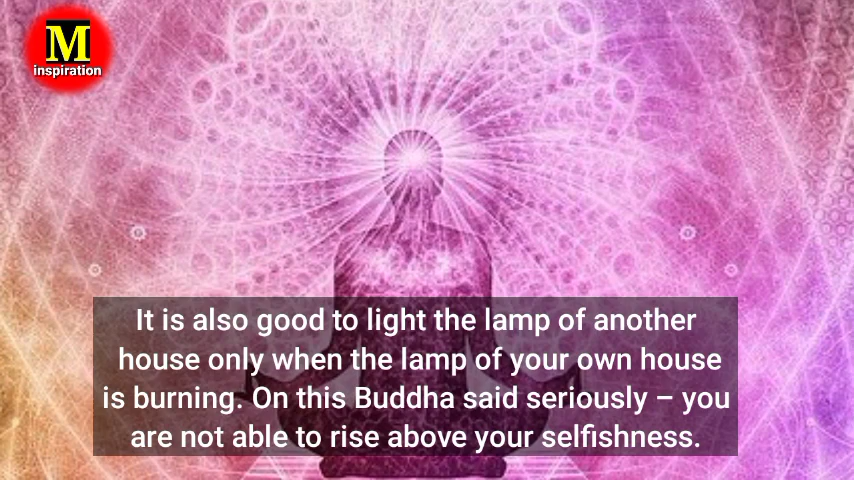 M
inspiration
It is also good to light the lamp of another
house only when the lamp of your own house
is burning. On this Buddha said seriously – you
are not able to rise above your selfishness.